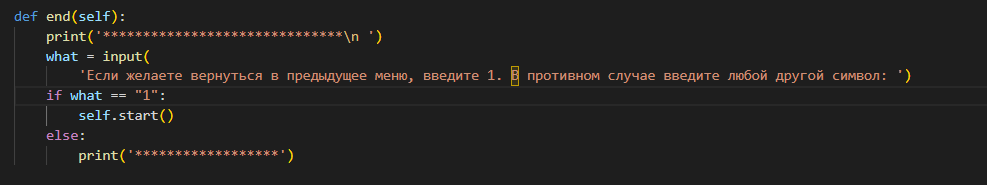 def end(self):
print('******************************\n ')
what = input(
'Если желаете вернуться в предыдущее меню, введите 1. В противном случае введите любой другой символ: ')
if what == "1":
self.start()
else:
print('******************')